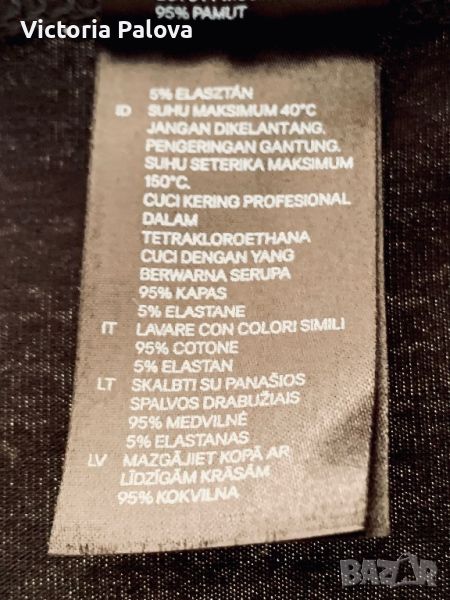 Victoria Palova
95% PAMUT
5% ELASZTÁN
ID SUHU MAKSIMUM 40°C
JANGAN DIKELANTANG.
PENGERINGAN GANTUNG.
SUHU SETERIKA MAKSIMUM
150°C.
CUCI KERING PROFESIONAL
DALAM
TETRAKLOROETHANA
CUCI DENGAN YANG
BERWARNA SERUPA
95% KAPAS
5% ELASTANE
IT LAVARE CON COLORI SIMILI
95% COTONE
5% ELASTAN
LT SKALBTI SU PANAŠIOS
SPALVOS DRABUŽIAIS
95% MEDVILNĖ
5% ELASTANAS
LV MAZGĀJIET KOPĀ AR
LĪDZĪGĀM KRĀSĀM
95% KOKVILNA
BAZAR